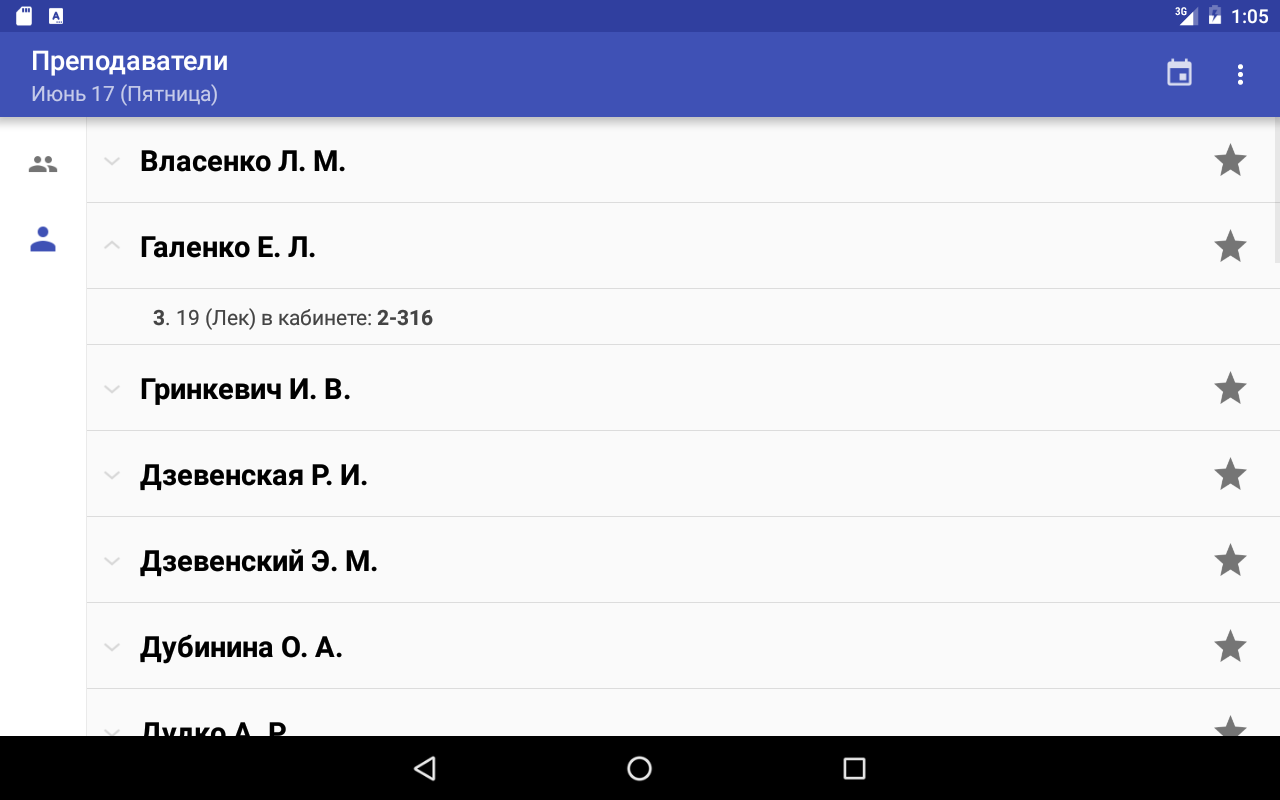 3G 1:05
Преподаватели
Июнь 17 (Пятница)
Власенко Л. М.
Галенко Е. Л.
3. 19 (Лек) в кабинете: 2-316
Гринкевич И. В.
Дзевенская Р. И.
Дзевенский Э. М.
Дубинина О. А.